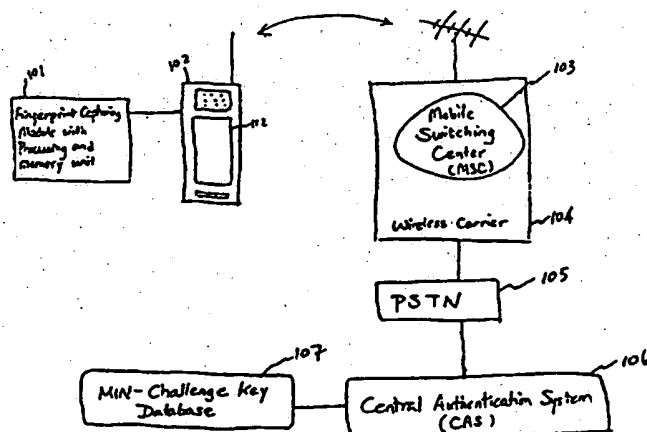 101
Fingerprint Capturing
Module with
Processing and
memory unit
102
112
103
Mobile
Switching
Center
(MSC)
Wireless Carrier
104
PSTN
105
107
MIN-Challenge Key
Database
106
Central Authentication System
(CAS)